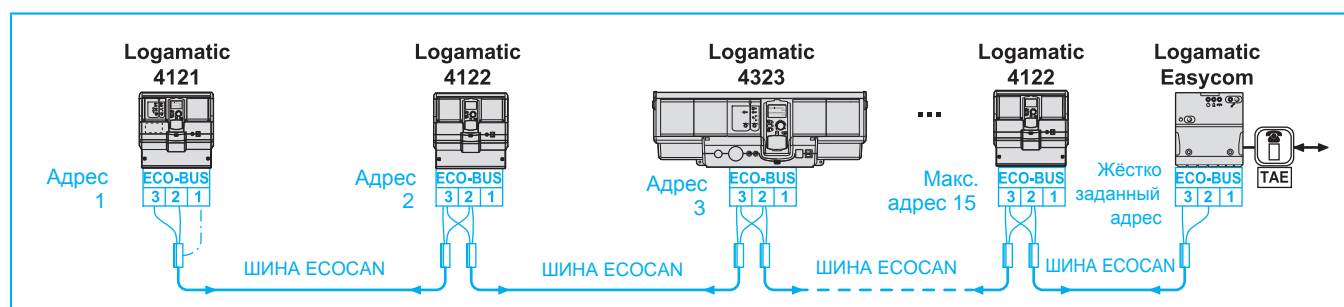 Logamatic
4121
Logamatic
4122
Logamatic
4323
Logamatic
4122
Logamatic
Easycom
...
Адрес
1
ECO-BUS
3 2 1
Адрес
2
ECO-BUS
3 2 1
Адрес
3
ECO-BUS
3 2 1
Макс.
адрес 15
ECO-BUS
3 2 1
Жёстко
заданный
адрес
ECO-BUS
3 2 1
TAE
ШИНА ECOCAN
ШИНА ECOCAN
ШИНА ECOCAN
ШИНА ECOCAN